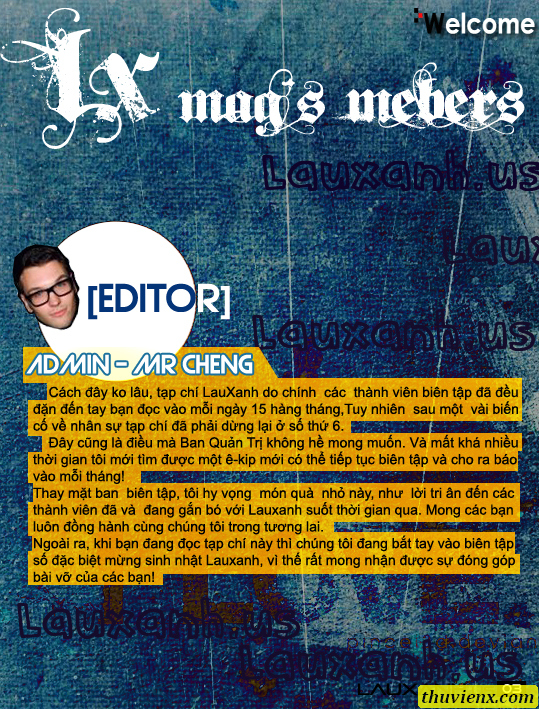 Welcome
Lx mag's mebers
Lauxanh.us
Lau
Lauxanh.us
[EDITOR]
ADMIN - MR CHENG
Cách đây ko lâu, tạp chí LauXanh do chính các thành viên biên tập đã đều
đặn đến tay bạn đọc vào mỗi ngày 15 hàng tháng,Tuy nhiên sau một vài biến
cố về nhân sự tạp chí đã phải dừng lại ở số thứ 6.
Đây cũng là điều mà Ban Quản Trị không hề mong muốn. Và mất khá nhiều
thời gian tôi mới tìm được một ê-kip mới có thể tiếp tục biên tập và cho ra báo
vào mỗi tháng!
Thay mặt ban biên tập, tôi hy vọng món quà nhỏ này, như lời tri ân đến các
thành viên đã và đang gắn bó với Lauxanh suốt thời gian qua. Mong các bạn
luôn đồng hành cùng chúng tôi trong tương lai.
Ngoài ra, khi bạn đang đọc tạp chí này thì chúng tôi đang bắt tay vào biên tập
số đặc biệt mừng sinh nhật Lauxanh, vì thế rất mong nhận được sự đóng góp
bài vỡ của các bạn!
Lauxanh.us
Lauxanh.us
03
thuvienx.com